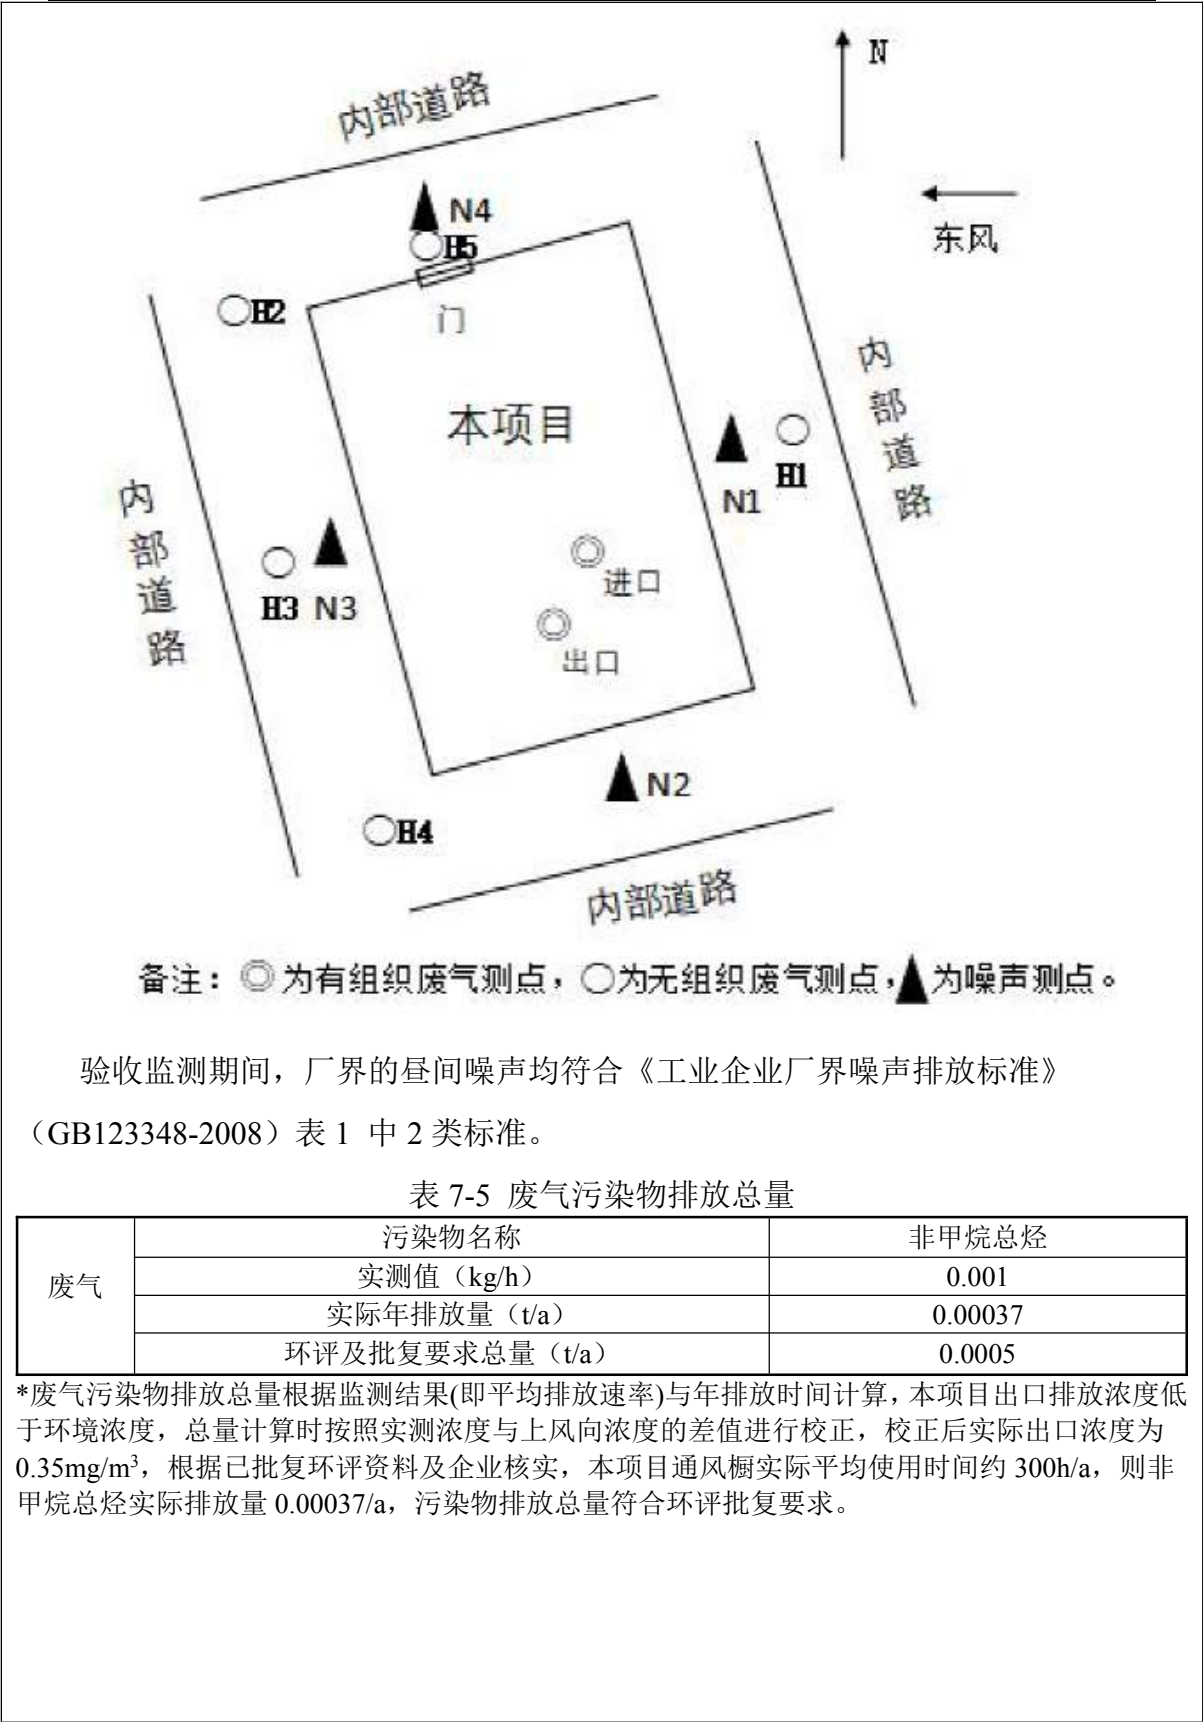 N
内部道路
东风
N4
H5
H2
门
内部道路
本项目
H1
N1
内部道路
进口
H3 N3
出口
N2
H4
内部道路
备注：◎为有组织废气测点，○为无组织废气测点，▲为噪声测点。
验收监测期间，厂界的昼间噪声均符合《工业企业厂界噪声排放标准》
（GB123348-2008）表 1 中 2 类标准。
表 7-5 废气污染物排放总量
废气 污染物名称 非甲烷总烃
实测值（kg/h） 0.001
实际年排放量（t/a） 0.00037
环评及批复要求总量（t/a） 0.0005
*废气污染物排放总量根据监测结果(即平均排放速率)与年排放时间计算，本项目出口排放浓度低
于环境浓度，总量计算时按照实测浓度与上风向浓度的差值进行校正，校正后实际出口浓度为
0.35mg/m³，根据已批复环评资料及企业核实，本项目通风橱实际平均使用时间约 300h/a，则非
甲烷总烃实际排放量 0.00037/a，污染物排放总量符合环评批复要求。